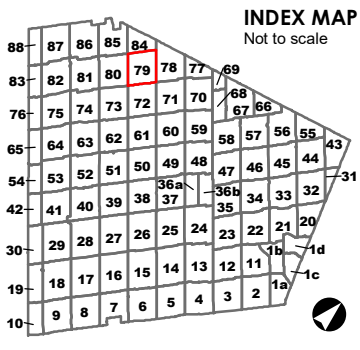 INDEX MAP
Not to scale
88 87 86 85 84
83 82 81 80 79 78 77 69
76 75 74 73 72 71 70 68 67 66
65 64 63 62 61 60 59 58 57 56 55 43
54 53 52 51 50 49 48 47 46 45 44 31
42 41 40 39 38 37 36a 36b 35 34 33 32
30 29 28 27 26 25 24 23 22 21 20
19 18 17 16 15 14 13 12 11 1b 1d 1c
10 9 8 7 6 5 4 3 2 1a